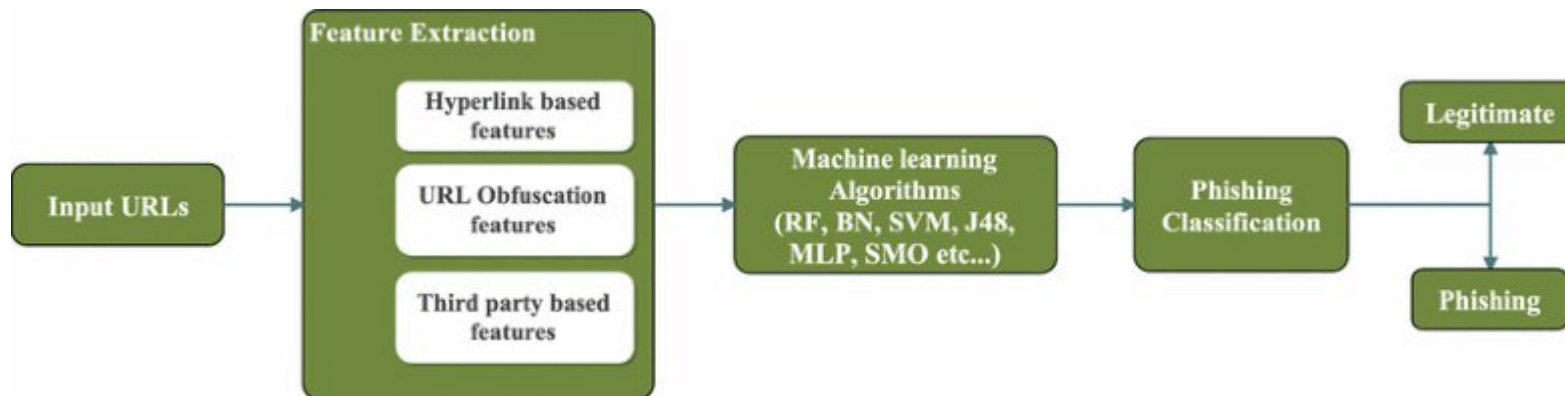 Feature Extraction
Hyperlink based
features
Input URLs
URL Obfuscation
features
Third party based
features
Machine learning
Algorithms
(RF, BN, SVM, J48,
MLP, SMO etc...)
Phishing
Classification
Legitimate
Phishing